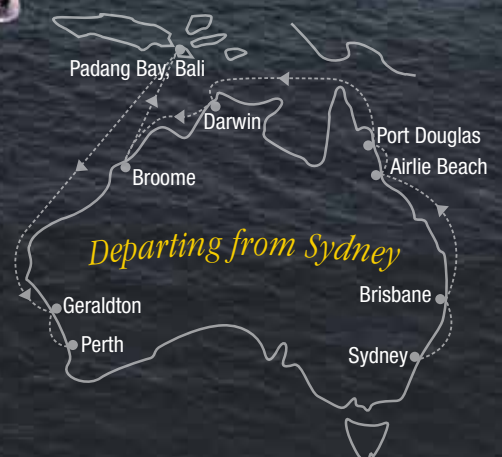 Padang Bay, Bali
Darwin
Port Douglas
Airlie Beach
Broome
Departing from Sydney
Brisbane
Geraldton
Perth
Sydney